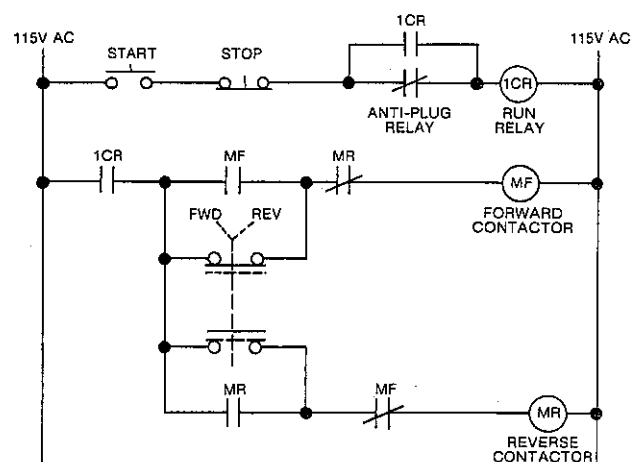 115V AC
115V AC
START
STOP
1CR
ANTI-PLUG
RELAY
1CR
RUN
RELAY
1CR
MF
MR
MF
FORWARD
CONTACTOR
FWD
REV
MR
MF
MR
REVERSE
CONTACTOR